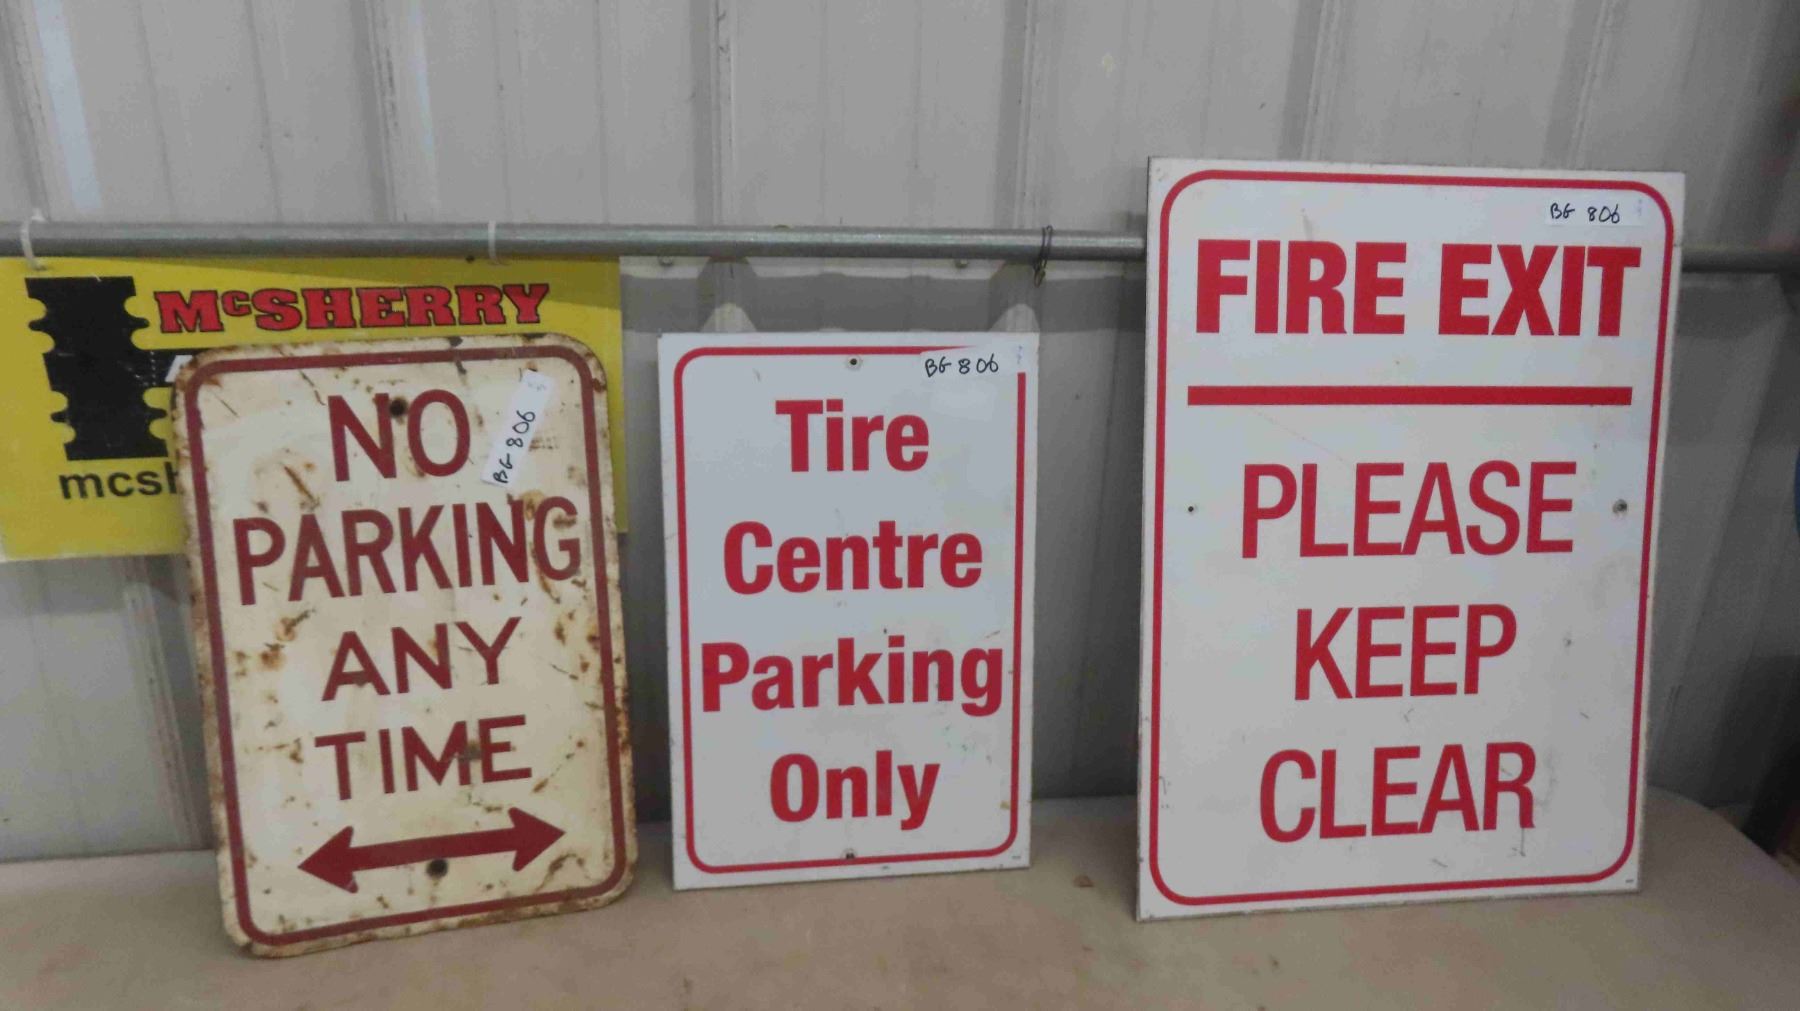 McSHERRY
mcsh
NO
PARKING
ANY
TIME
BG 806
Tire
Centre
Parking
Only
BG 806
FIRE EXIT
PLEASE
KEEP
CLEAR
BG 806